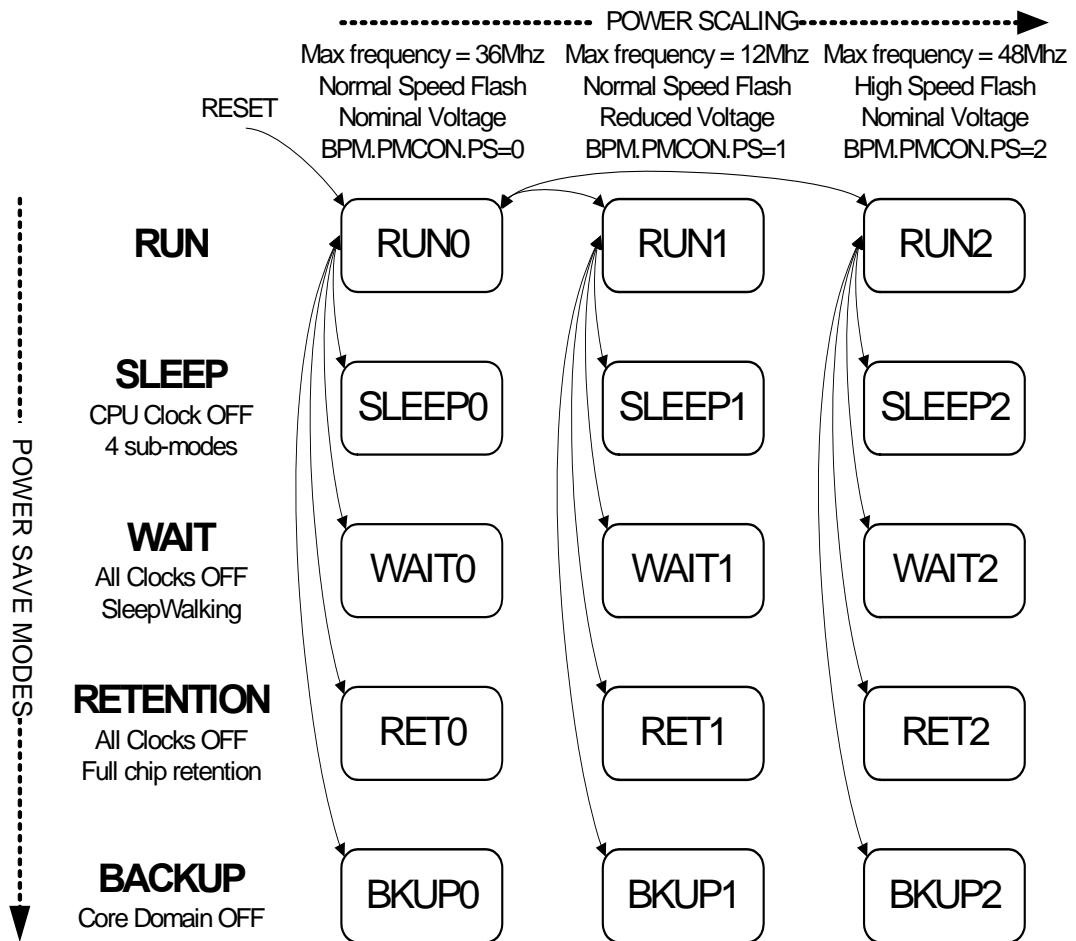 POWER SCALING
Max frequency = 36Mhz
Normal Speed Flash
Nominal Voltage
BPM.PMCON.PS=0
Max frequency = 12Mhz
Normal Speed Flash
Reduced Voltage
BPM.PMCON.PS=1
Max frequency = 48Mhz
High Speed Flash
Nominal Voltage
BPM.PMCON.PS=2
RESET
POWER SAVE MODES
RUN
RUN0
RUN1
RUN2
SLEEP
CPU Clock OFF
4 sub-modes
SLEEP0
SLEEP1
SLEEP2
WAIT
All Clocks OFF
SleepWalking
WAIT0
WAIT1
WAIT2
RETENTION
All Clocks OFF
Full chip retention
RET0
RET1
RET2
BACKUP
Core Domain OFF
BKUP0
BKUP1
BKUP2